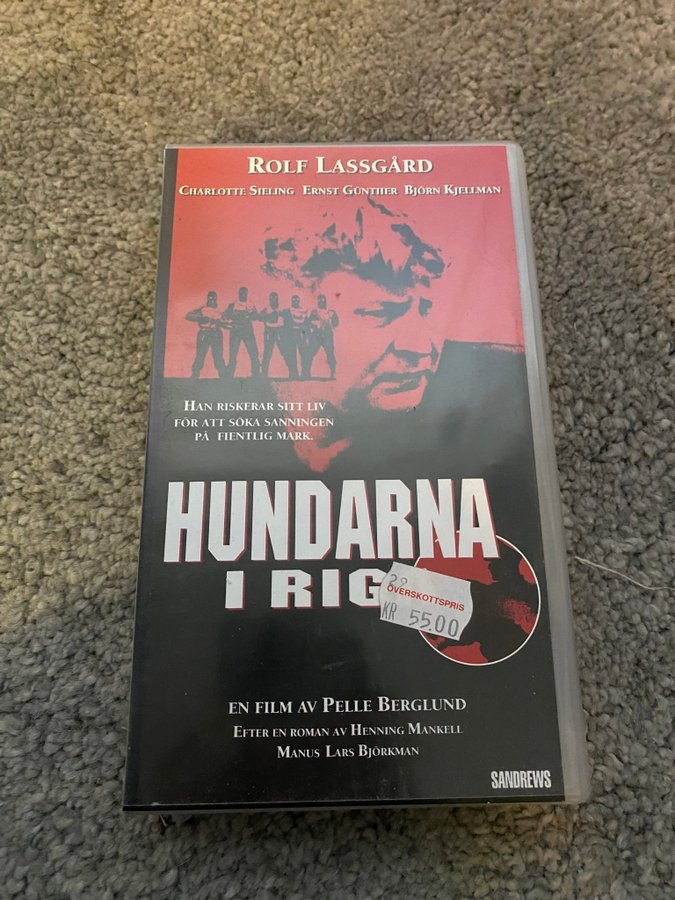 ROLF LASSGÅRD
CHARLOTTE SIELING ERNST GÜNTHER BJÖRN KJELLMAN
HAN RISKERAR SITT LIV
FÖR ATT SÖKA SANNINGEN
PÅ FIENTLIG MARK.
HUNDARNA
I RIG
29
ÖVERSKOTTSPRIS
KR 55.00
EN FILM AV PELLE BERGLUND
EFTER EN ROMAN AV HENNING MANKELL
MANUS LARS BJÖRKMAN
SANDREWS